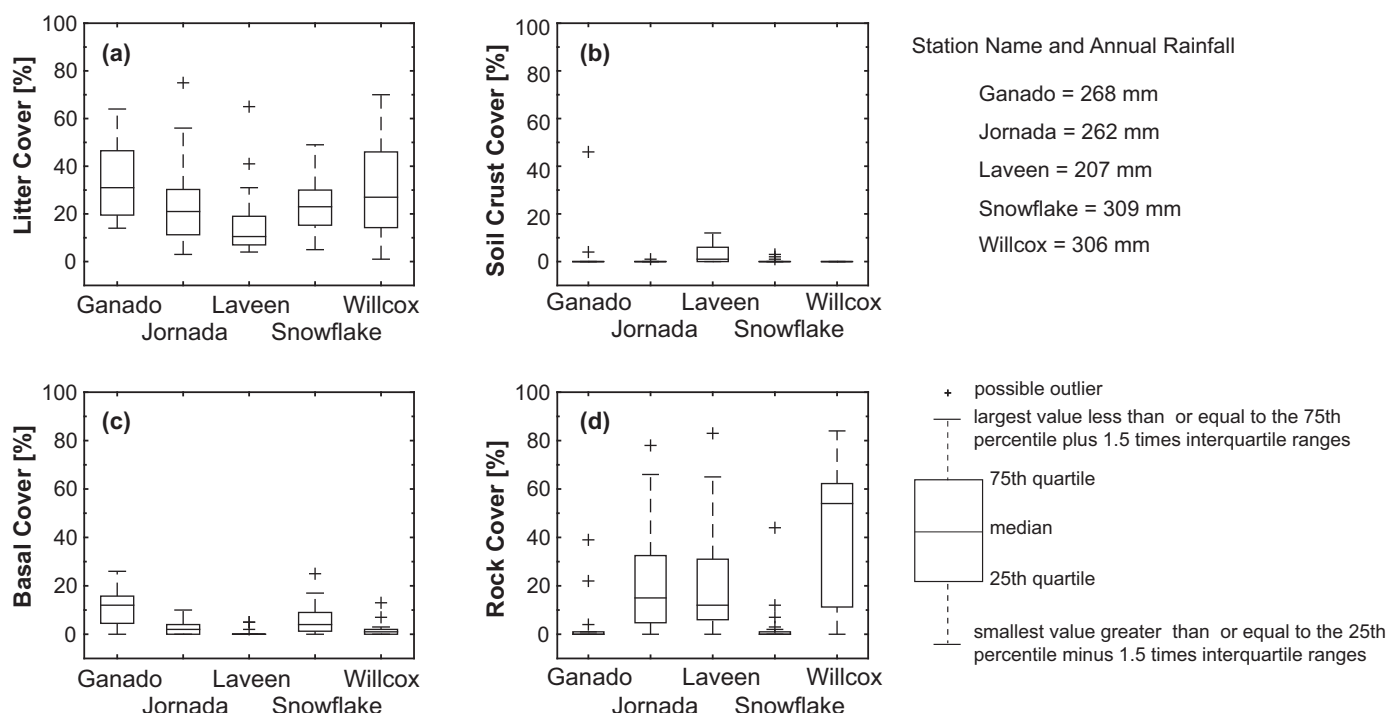 (a)
Litter Cover [%]
100
80
60
40
20
0
Ganado
Jornada
Laveen
Snowflake
Willcox
(b)
Soil Crust Cover [%]
100
80
60
40
20
0
Ganado
Jornada
Laveen
Snowflake
Willcox
Station Name and Annual Rainfall
Ganado = 268 mm
Jornada = 262 mm
Laveen = 207 mm
Snowflake = 309 mm
Willcox = 306 mm
(c)
Basal Cover [%]
100
80
60
40
20
0
Ganado
Jornada
Laveen
Snowflake
Willcox
(d)
Rock Cover [%]
100
80
60
40
20
0
Ganado
Jornada
Laveen
Snowflake
Willcox
possible outlier
largest value less than or equal to the 75th
percentile plus 1.5 times interquartile ranges
75th quartile
median
25th quartile
smallest value greater than or equal to the 25th
percentile minus 1.5 times interquartile ranges